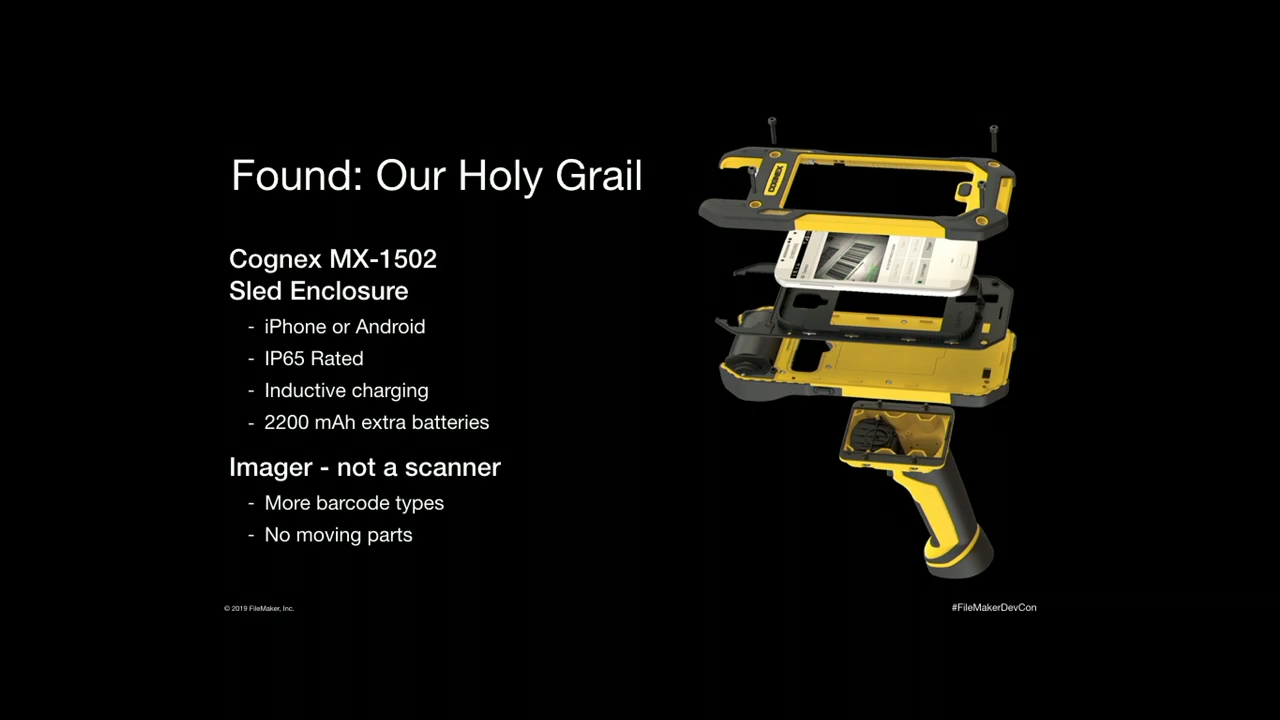 Found: Our Holy Grail
Cognex MX-1502
Sled Enclosure
- iPhone or Android
- IP65 Rated
- Inductive charging
- 2200 mAh extra batteries
Imager - not a scanner
- More barcode types
- No moving parts
COGNEX
© 2019 FileMaker, Inc.
#FileMakerDevCon